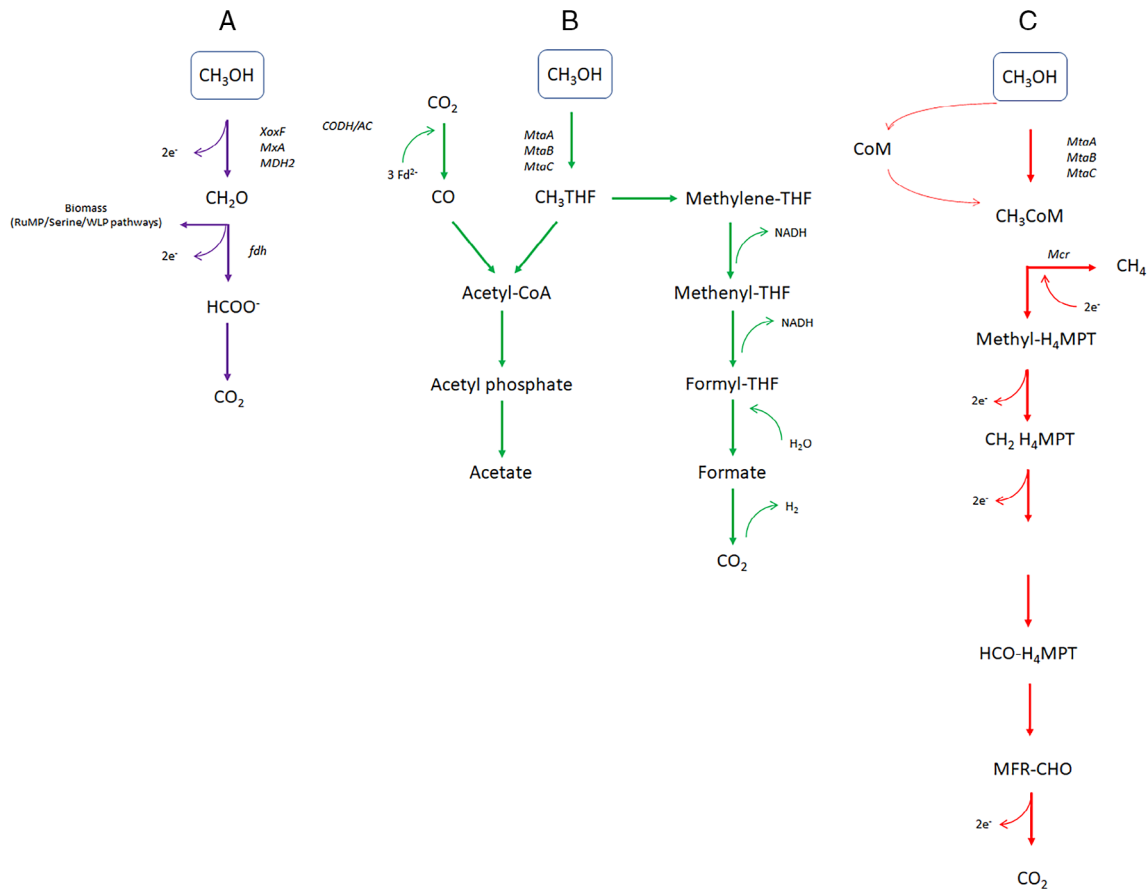 A
CH₃OH
XoxF
MxA
MDH2
2e⁻
CH₂O
Biomass
(RuMP/Serine/WLP pathways)
2e⁻
fdh
HCOO⁻
CO₂
B
CH₃OH
CO₂
CODH/AC
MtaA
MtaB
MtaC
3 Fd²⁻
CO
CH₃THF
Methylene-THF
NADH
Acetyl-CoA
Methenyl-THF
NADH
Acetyl phosphate
Formyl-THF
H₂O
Acetate
Formate
H₂
CO₂
C
CH₃OH
CoM
MtaA
MtaB
MtaC
CH₃CoM
Mcr
CH₄
2e⁻
Methyl-H₄MPT
2e⁻
CH₂ H₄MPT
2e⁻
HCO-H₄MPT
MFR-CHO
2e⁻
CO₂